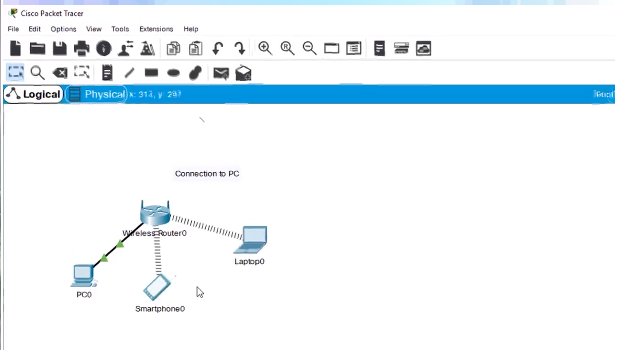 Cisco Packet Tracer
File Edit Options View Tools Extensions Help
Logical Physical x: 313, y: 297
Connection to PC
Wireless Router0
Laptop0
PC0
Smartphone0